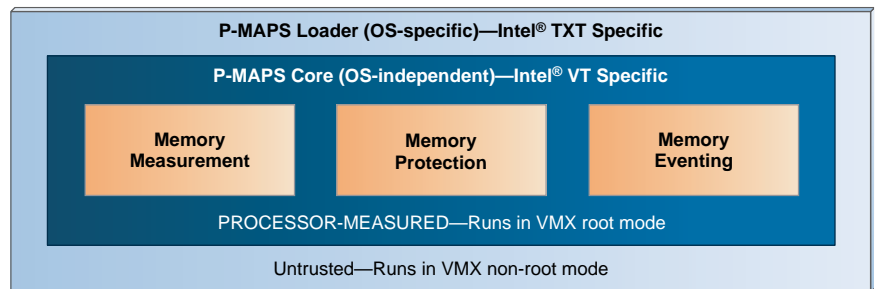 P-MAPS Loader (OS-specific)—Intel® TXT Specific
P-MAPS Core (OS-independent)—Intel® VT Specific
Memory
Measurement
Memory
Protection
Memory
Eventing
PROCESSOR-MEASURED—Runs in VMX root mode
Untrusted—Runs in VMX non-root mode